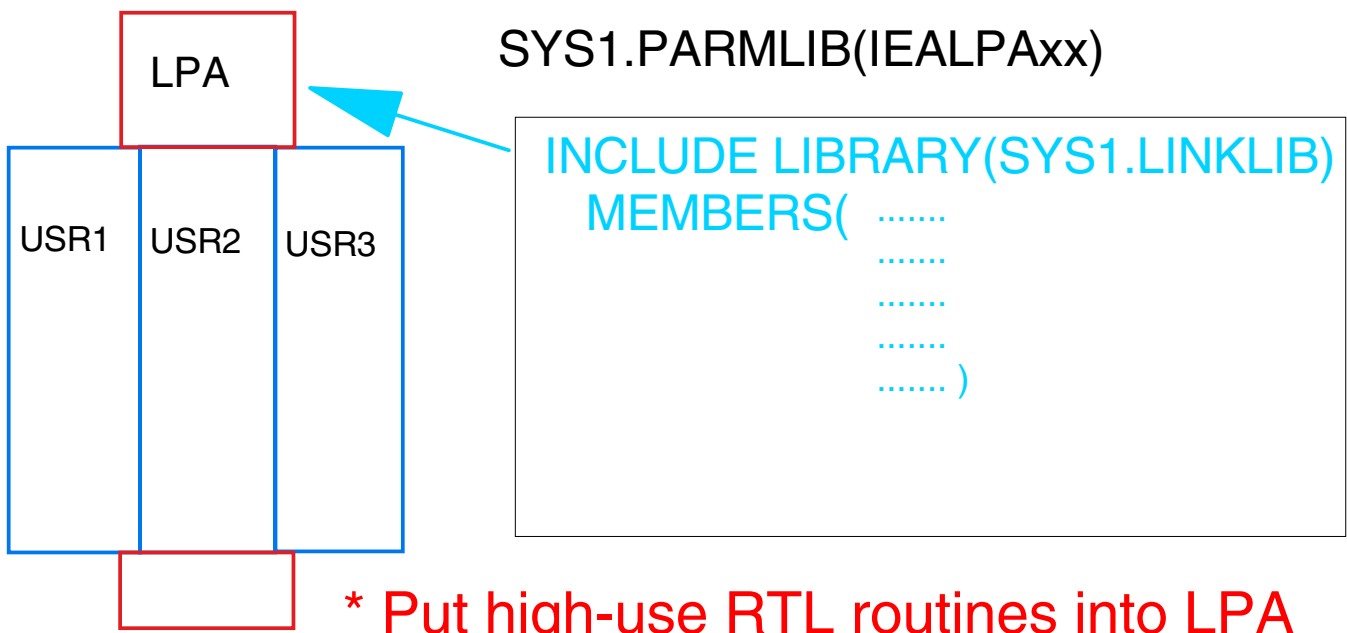 LPA
SYS1.PARMLIB(IEALPAxx)
INCLUDE LIBRARY(SYS1.LINKLIB)
MEMBERS( .......
.......
.......
.......
....... )
USR1
USR2
USR3
* Put high-use RTL routines into LPA